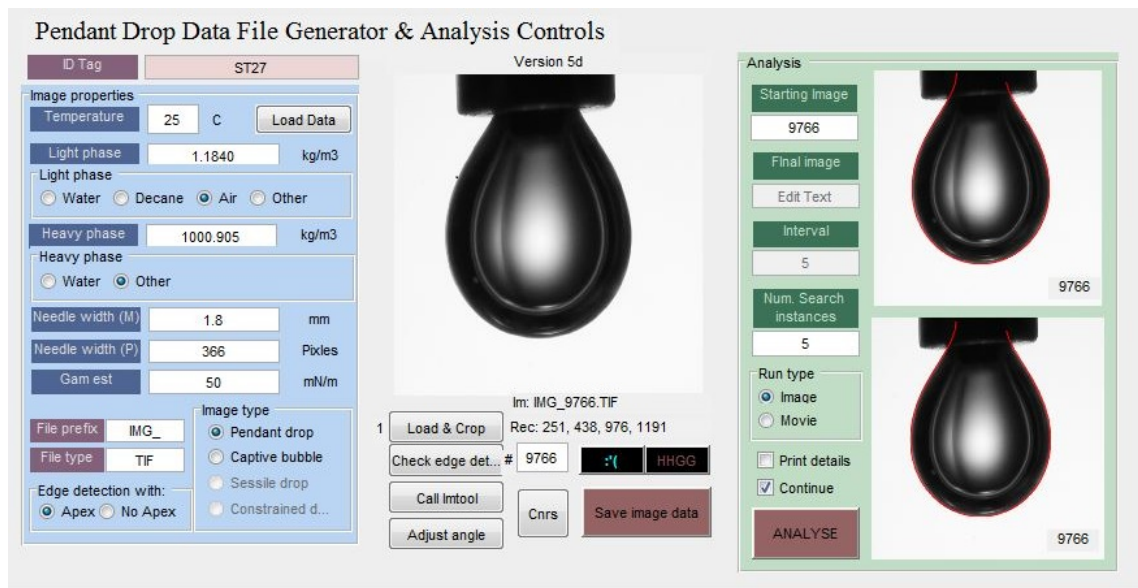 Pendant Drop Data File Generator & Analysis Controls
ID Tag
ST27
Image properties
Temperature
25
C
Load Data
Light phase
1.1840
kg/m3
Light phase
Water
Decane
Air
Other
Heavy phase
1000.905
kg/m3
Heavy phase
Water
Other
Needle width (M)
1.8
mm
Needle width (P)
366
Pixles
Gam est
50
mN/m
File prefix
IMG_
File type
TIF
Edge detection with:
Apex
No Apex
Image type
Pendant drop
Captive bubble
Sessile drop
Constrained d...
Version 5d
Im: IMG_9766.TIF
1
Load & Crop
Rec: 251, 438, 976, 1191
Check edge det...
#
9766
:'(
HHGG
Call Imtool
Adjust angle
Cnrs
Save image data
Analysis
Starting Image
9766
Final image
Edit Text
Interval
5
Num. Search
instances
5
Run type
Image
Movie
Print details
Continue
ANALYSE
9766
9766